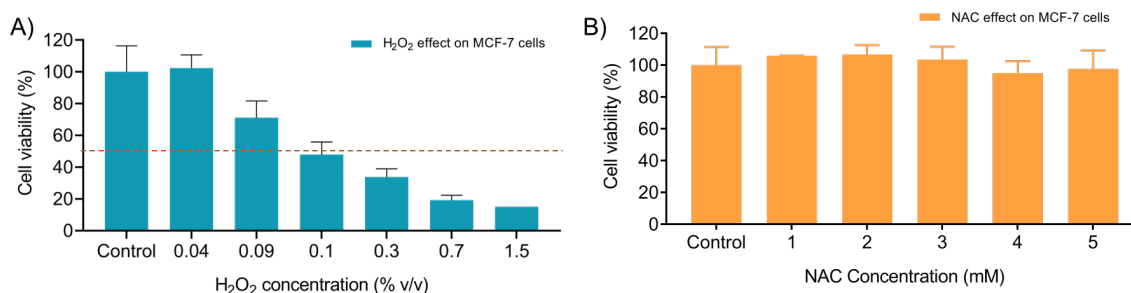 A)
H₂O₂ effect on MCF-7 cells
Cell viability (%)
120
100
80
60
40
20
0
Control 0.04 0.09 0.1 0.3 0.7 1.5
H₂O₂ concentration (% v/v)
B)
NAC effect on MCF-7 cells
Cell viability (%)
120
100
80
60
40
20
0
Control 1 2 3 4 5
NAC Concentration (mM)